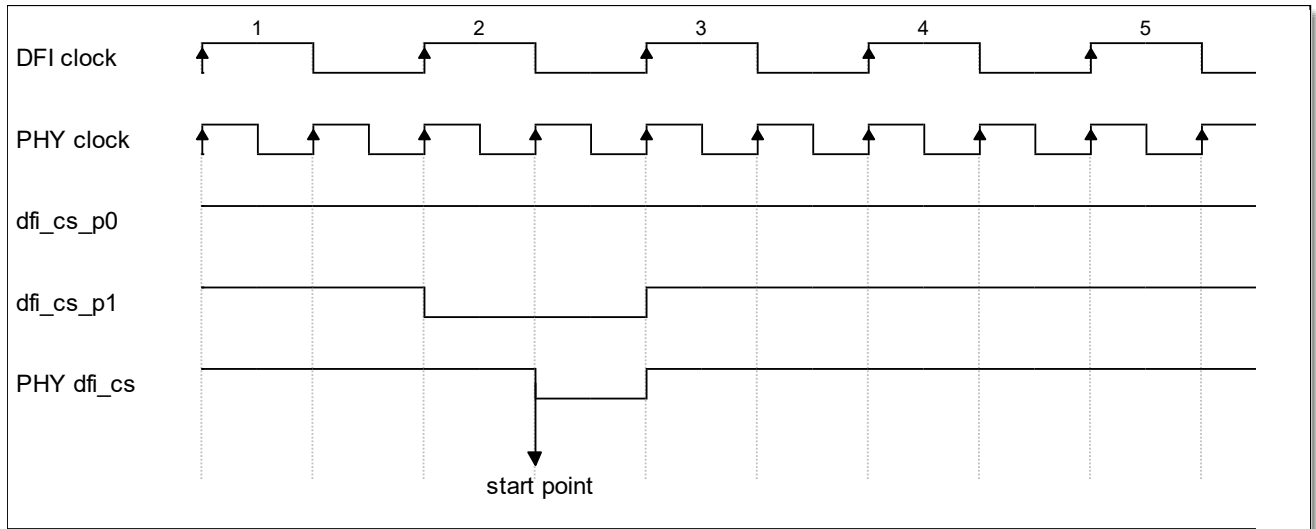 1 2 3 4 5
DFI clock
PHY clock
dfi_cs_p0
dfi_cs_p1
PHY dfi_cs
start point